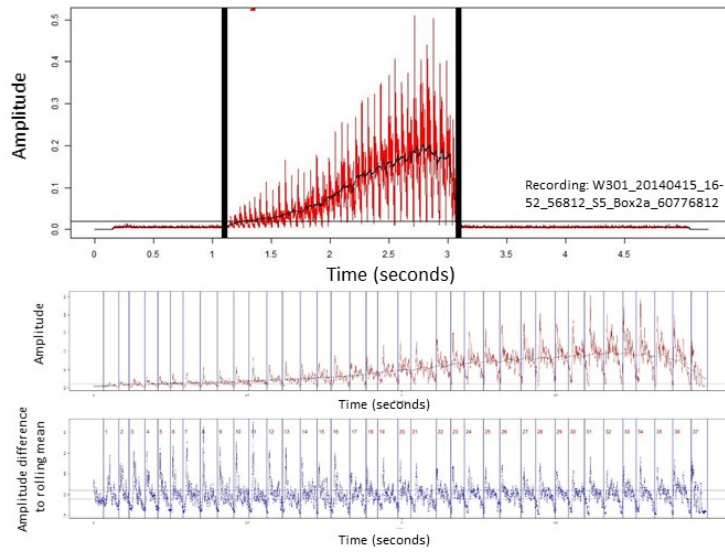 Amplitude
0.5
0.4
0.3
0.2
0.1
0.0
Recording: W301_20140415_16-
52_56812_S5_Box2a_60776812
0 0.5 1 1.5 2 2.5 3 3.5 4 4.5
Time (seconds)
Amplitude
Time (seconds)
Amplitude difference
to rolling mean
1 2 3 4 5 6 7 8 9 10 11 12 13 14 15 16 17 18 19 20 21 22 23 24 25 26 27 28 29 30 31 32 33 34 35 36 37
Time (seconds)